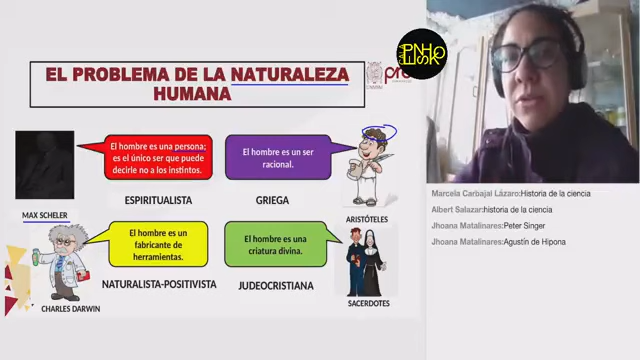 EL PROBLEMA DE LA NATURALEZA
HUMANA
El hombre es una persona;
es el único ser que puede
decirle no a los instintos.
El hombre es un ser
racional.
ESPIRITUALISTA
GRIEGA
MAX SCHELER
ARISTÓTELES
El hombre es un
fabricante de
herramientas.
El hombre es una
criatura divina.
NATURALISTA-POSITIVISTA
JUDEOCRISTIANA
CHARLES DARWIN
SACERDOTES
Marcela Carbajal Lázaro:Historia de la ciencia
Albert Salazar:historia de la ciencia
Jhoana Matalinares:Peter Singer
Jhoana Matalinares:Agustín de Hipona